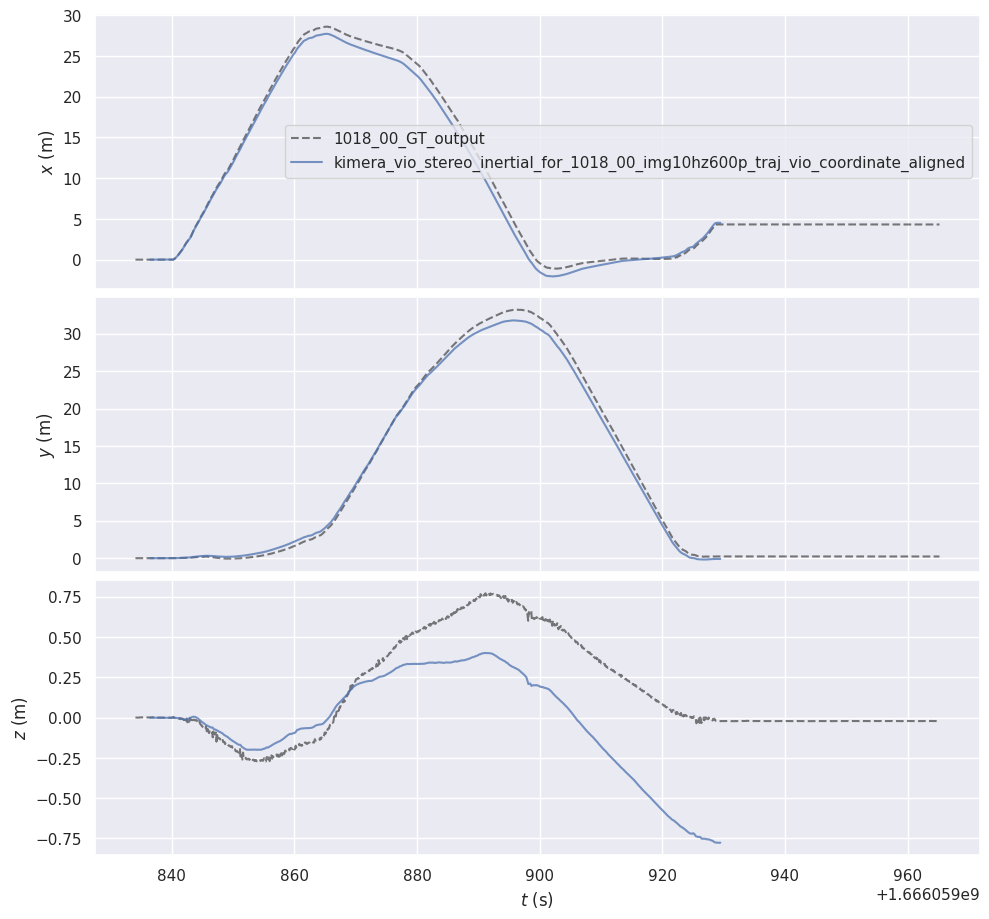 30
25
20
15
10
5
0
x (m)
1018_00_GT_output
kimera_vio_stereo_inertial_for_1018_00_img10hz600p_traj_vio_coordinate_aligned
30
25
20
15
10
5
0
y (m)
0.75
0.50
0.25
0.00
−0.25
−0.50
−0.75
z (m)
840 860 880 900 920 940 960
t (s)
+1.666059e9